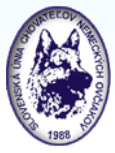 SLOVENSKÁ ÚNIA CHOVATEĽOV NEMECKÝCH OVČIAKOV
1988